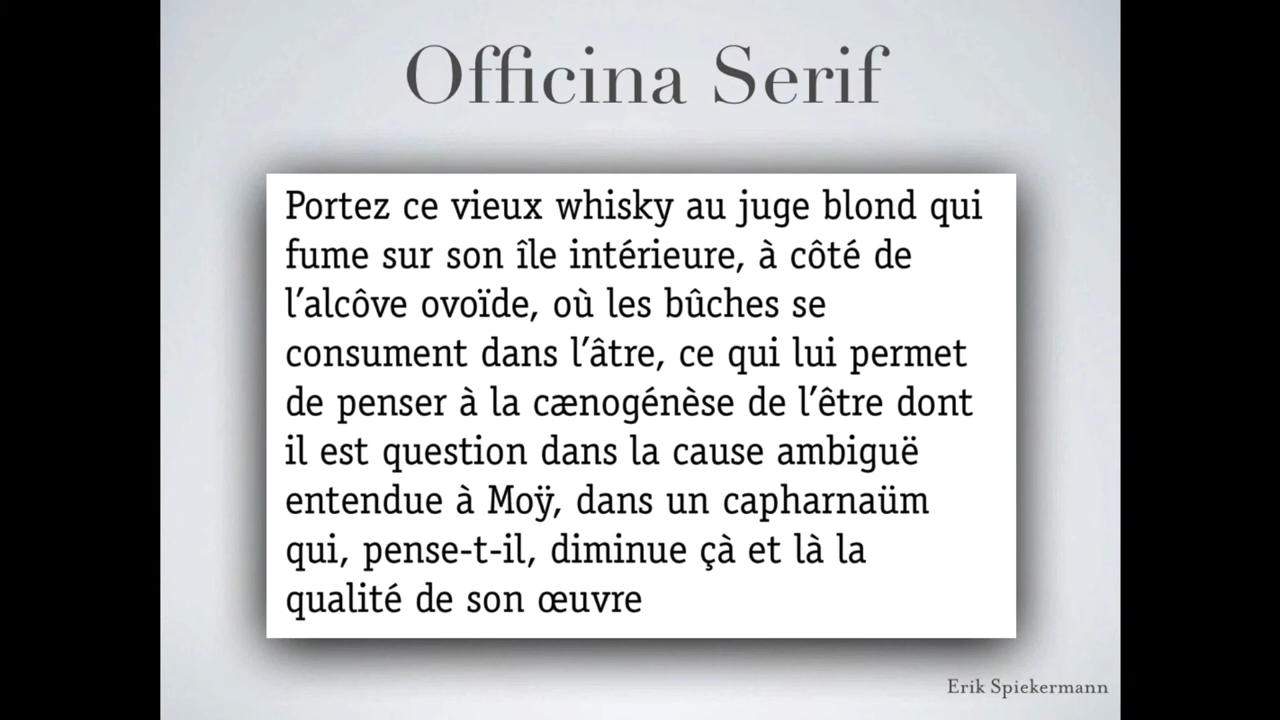 Officina Serif
Portez ce vieux whisky au juge blond qui
fume sur son île intérieure, à côté de
l’alcôve ovoïde, où les bûches se
consument dans l’âtre, ce qui lui permet
de penser à la cænogénèse de l’être dont
il est question dans la cause ambiguë
entendue à Moÿ, dans un capharnaüm
qui, pense-t-il, diminue çà et là la
qualité de son œuvre
Erik Spiekermann